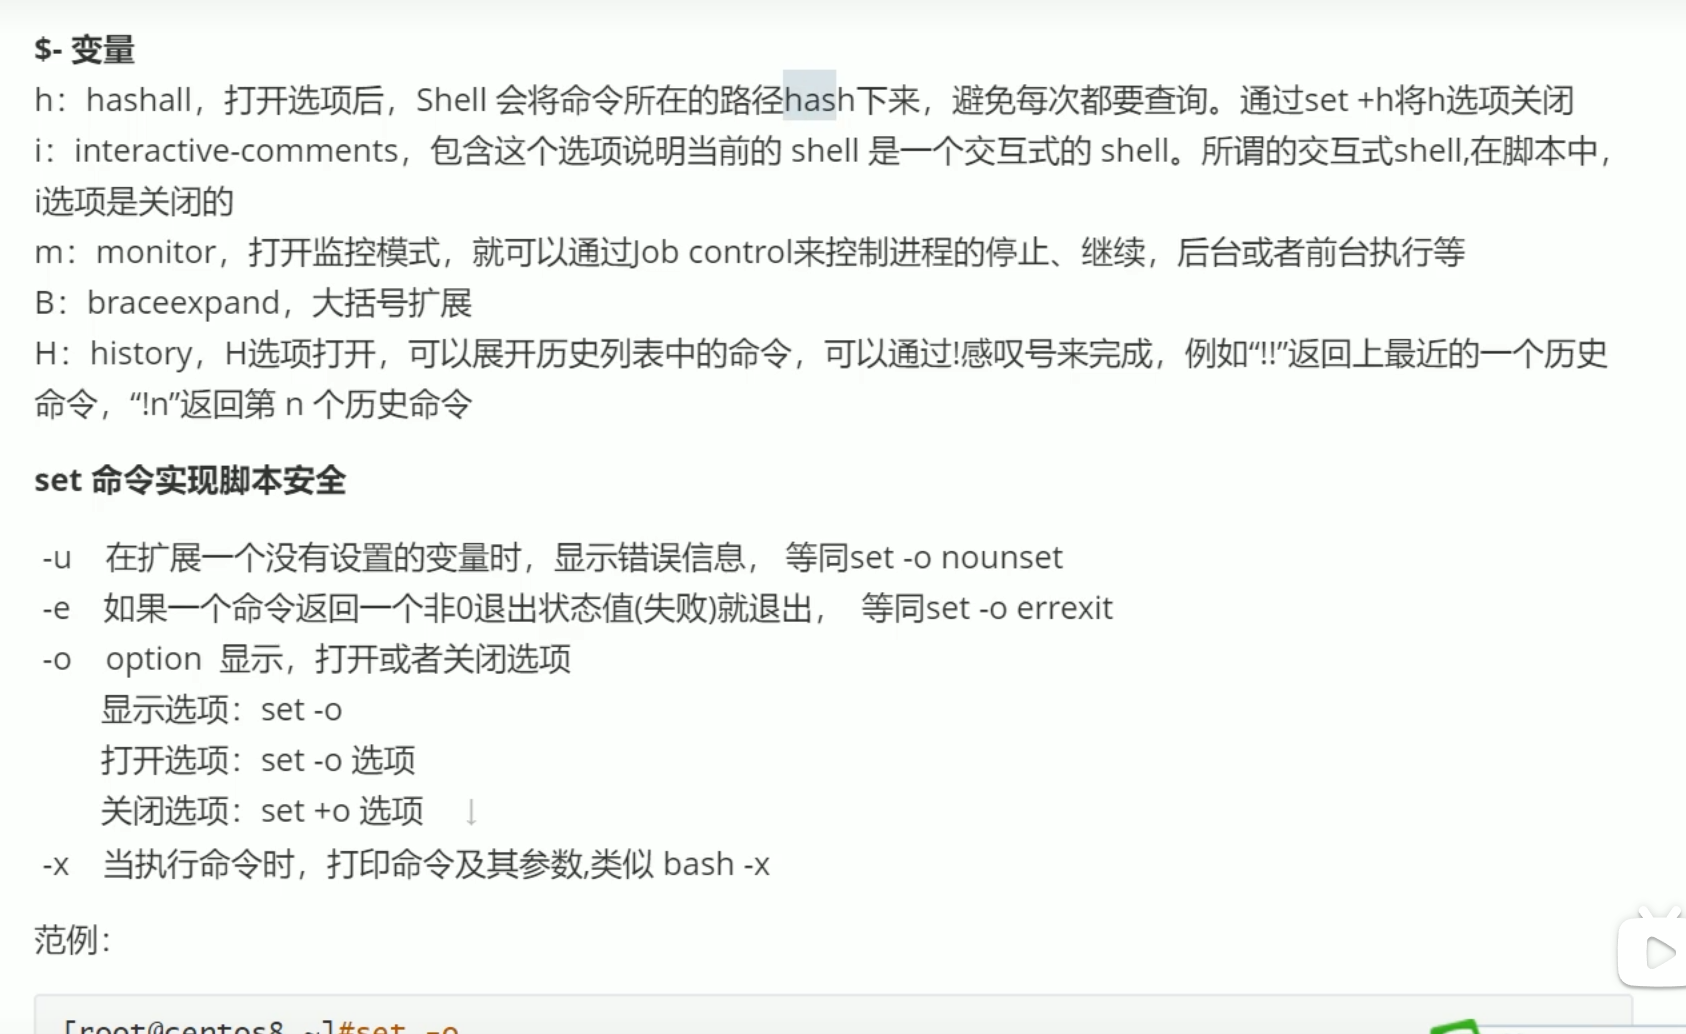 $- 变量
h：hashall，打开选项后，Shell 会将命令所在的路径hash下来，避免每次都要查询。通过set +h将h选项关闭
i：interactive-comments，包含这个选项说明当前的 shell 是一个交互式的 shell。所谓的交互式shell,在脚本中，
i选项是关闭的
m：monitor，打开监控模式，就可以通过Job control来控制进程的停止、继续，后台或者前台执行等
B：braceexpand，大括号扩展
H：history，H选项打开，可以展开历史列表中的命令，可以通过!感叹号来完成，例如“!!”返回上最近的一个历史
命令，“!n”返回第 n 个历史命令
set 命令实现脚本安全
-u 在扩展一个没有设置的变量时，显示错误信息， 等同set -o nounset
-e 如果一个命令返回一个非0退出状态值(失败)就退出， 等同set -o errexit
-o option 显示，打开或者关闭选项
显示选项：set -o
打开选项：set -o 选项
关闭选项：set +o 选项
-x 当执行命令时，打印命令及其参数,类似 bash -x
范例：
[root@centos8 ~]#set -o